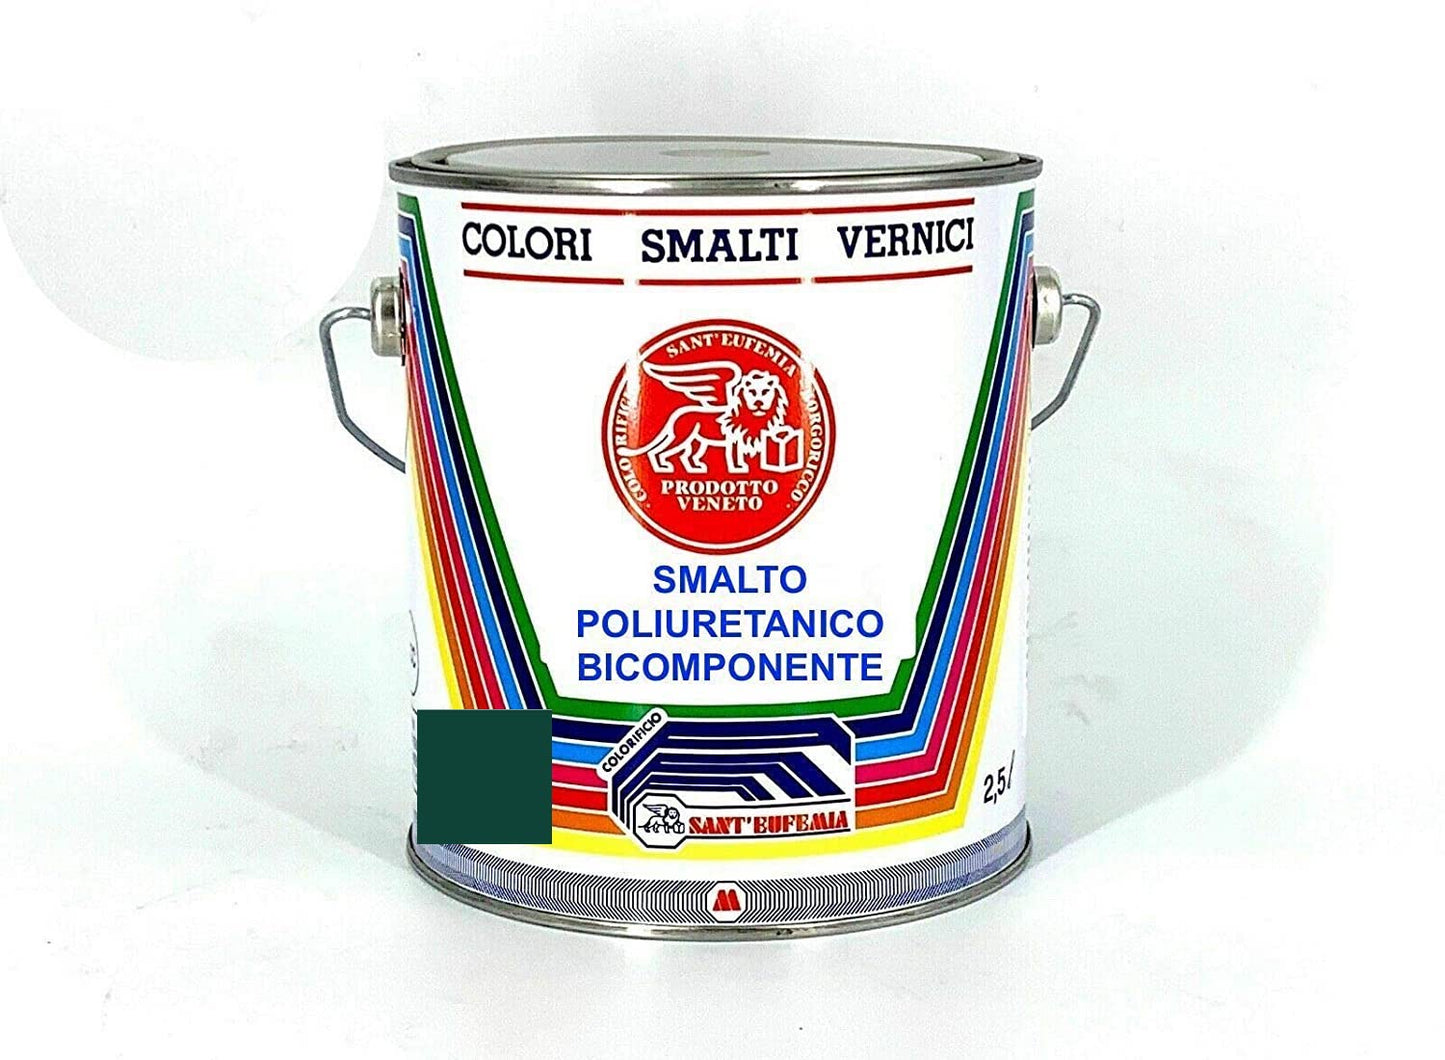 COLORI SMALTI VERNICI
SANT'EUFEMIA
PRODOTTO
VENETO
SMALTO
POLIURETANICO
BICOMPONENTE
COLORIFICIO
SANT'EUFEMIA
2,5 l
M